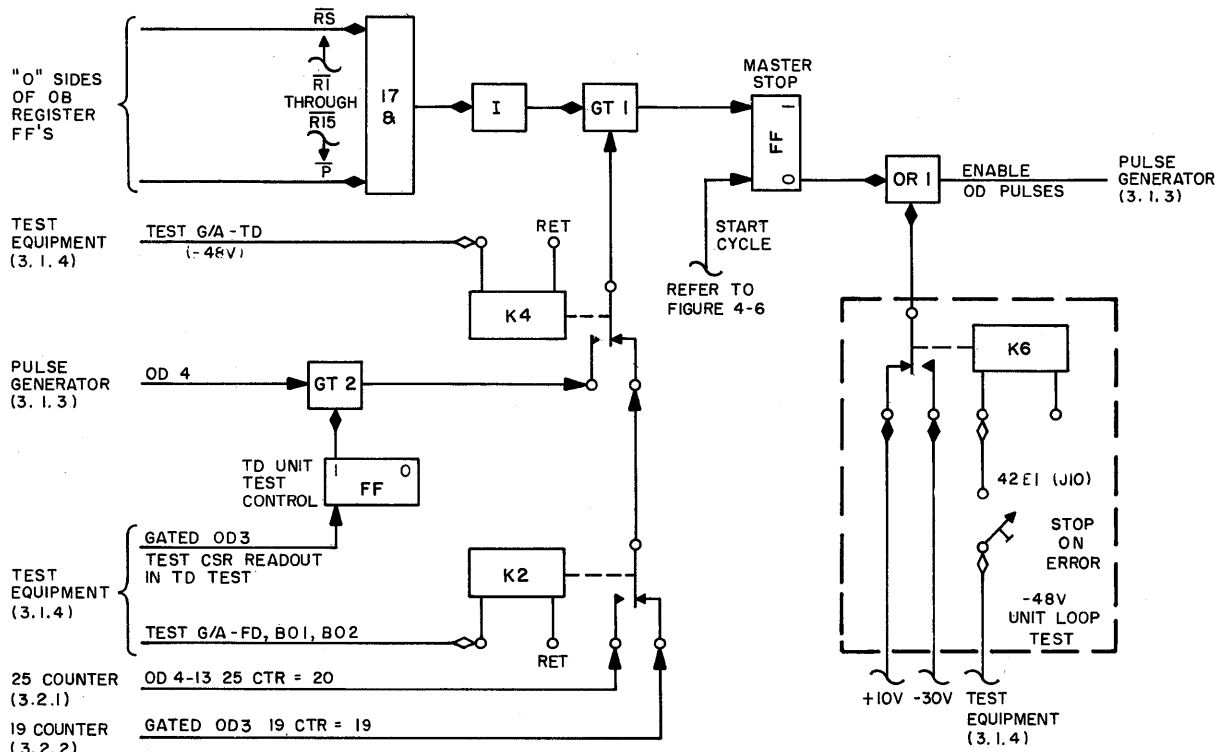 "O" SIDES
OF OB
REGISTER
FF'S
RS
R1
THROUGH
R15
P
17
&
I
GT 1
MASTER
STOP
FF
1
0
OR 1
ENABLE
OD PULSES
PULSE
GENERATOR
(3.1.3)
START
CYCLE
REFER TO
FIGURE 4-6
TEST
EQUIPMENT
(3.1.4)
TEST G/A-TD
(-48V)
RET
K4
PULSE
GENERATOR
(3.1.3)
OD 4
GT 2
TD UNIT
TEST
CONTROL
1
0
FF
TEST
EQUIPMENT
(3.1.4)
GATED OD3
TEST CSR READOUT
IN TD TEST
K2
TEST G/A-FD, BO1, BO2
RET
25 COUNTER
(3.2.1)
OD 4-13 25 CTR = 20
19 COUNTER
(3.2.2)
GATED OD3 19 CTR = 19
K6
42E1 (J10)
STOP
ON
ERROR
-48V
UNIT LOOP
TEST
+10V
-30V
TEST
EQUIPMENT
(3.1.4)